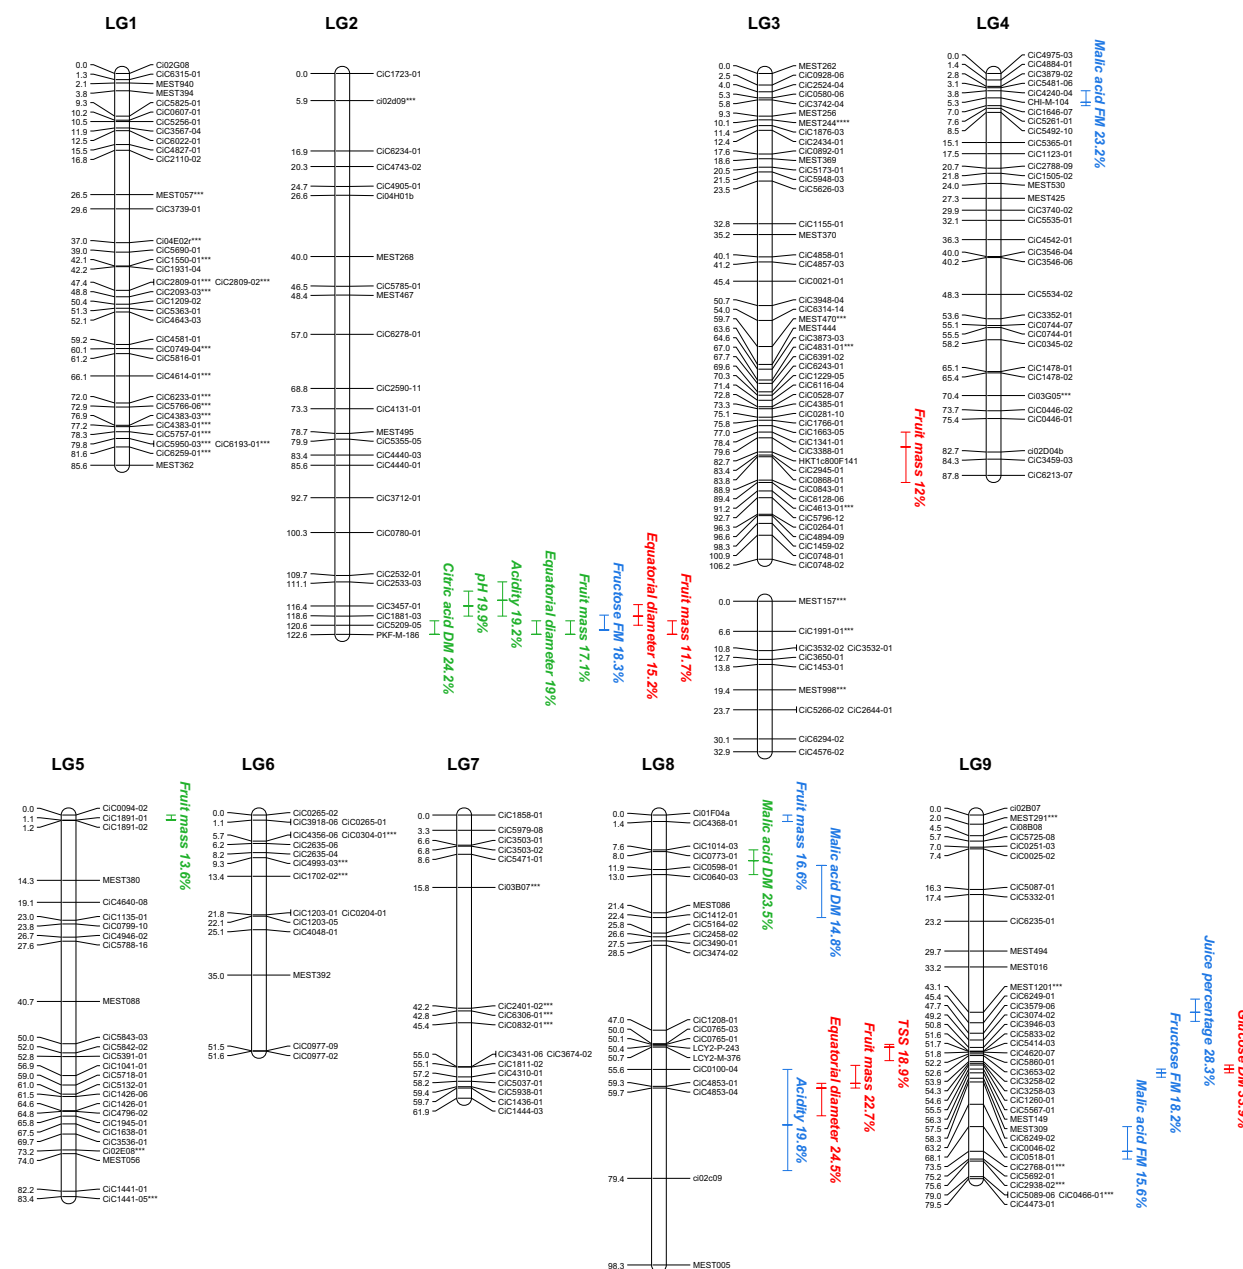 LG1
0.0 Ci02G08
1.3 CiC6315-01
2.1 MEST940
3.8 MEST394
9.3 CiC5825-01
10.2 CiC0607-01
10.5 CiC5256-01
11.9 CiC3567-04
12.5 CiC6022-01
15.5 CiC4827-01
16.8 CiC2110-02
26.5 MEST057***
29.6 CiC3739-01
37.0 Ci04E02r***
39.0 CiC5690-01
42.1 CiC1550-01***
42.2 CiC1931-04
47.4 CiC2809-01*** CiC2809-02***
48.8 CiC2093-03***
50.4 CiC1209-02
51.3 CiC5363-01
52.1 CiC4643-03
59.2 CiC4581-01
60.1 CiC0749-04***
61.2 CiC5816-01
66.1 CiC4614-01***
72.0 CiC6233-01***
72.9 CiC5766-06***
76.9 CiC4383-03***
77.2 CiC4383-01***
78.3 CiC5757-01***
79.8 CiC5950-03*** CiC6193-01***
81.6 CiC6259-01***
85.6 MEST362
LG2
0.0 CiC1723-01
5.9 ci02d09***
16.9 CiC6234-01
20.3 CiC4743-02
24.7 CiC4905-01
26.6 Ci04H01b
40.0 MEST268
46.5 CiC5785-01
48.4 MEST467
57.0 CiC6278-01
68.8 CiC2590-11
73.3 CiC4131-01
78.7 MEST495
79.9 CiC5355-05
83.4 CiC4440-03
85.6 CiC4440-01
92.7 CiC3712-01
100.3 CiC0780-01
109.7 CiC2532-01
111.1 CiC2533-03
116.4 CiC3457-01
118.6 CiC1881-03
120.6 CiC5209-05
122.6 PKF-M-186
Citric acid DM 24.2%
pH 19.9%
Acidity 19.2%
Equatorial diameter 19%
Fruit mass 17.1%
Fructose FM 18.3%
Equatorial diameter 15.2%
Fruit mass 11.7%
LG3
0.0 MEST262
2.5 CiC0928-06
4.0 CiC2524-04
5.3 CiC0580-06
5.8 CiC3742-04
9.3 MEST256
10.1 MEST244****
11.4 CiC1876-03
12.4 CiC2434-01
17.6 CiC0892-01
18.6 MEST369
20.5 CiC5173-01
21.5 CiC5948-03
23.5 CiC5626-03
32.8 CiC1155-01
35.2 MEST370
40.1 CiC4858-01
41.2 CiC4857-03
45.4 CiC0021-01
50.7 CiC3948-04
54.0 CiC6314-14
59.7 MEST470***
63.6 MEST444
64.6 CiC3873-03
67.0 CiC4831-01***
67.7 CiC6391-02
69.6 CiC6243-01
70.3 CiC1229-05
71.4 CiC6116-04
72.8 CiC0528-07
73.3 CiC4385-01
75.1 CiC0281-10
75.8 CiC1766-01
77.0 CiC1663-05
78.4 CiC1341-01
79.6 CiC3388-01
82.7 HKT1c800F141
83.4 CiC2945-01
83.8 CiC0868-01
88.9 CiC0843-01
89.4 CiC6128-06
91.2 CiC4613-01***
92.7 CiC5796-12
96.3 CiC0264-01
96.6 CiC4894-09
98.3 CiC1459-02
100.9 CiC0748-01
106.2 CiC0748-02
Fruit mass 12%
0.0 MEST157***
6.6 CiC1991-01***
10.8 CiC3532-02 CiC3532-01
12.7 CiC3650-01
13.8 CiC1453-01
19.4 MEST998***
23.7 CiC5266-02 CiC2644-01
30.1 CiC6294-02
32.9 CiC4576-02
LG4
0.0 CiC4975-03
1.4 CiC4884-01
2.8 CiC3879-02
3.1 CiC5481-06
3.8 CiC4240-04
5.3 CHI-M-104
7.0 CiC1646-07
7.6 CiC5261-01
8.5 CiC5492-10
15.1 CiC5365-01
17.5 CiC1123-01
20.7 CiC2788-09
21.8 CiC1505-02
24.0 MEST530
27.3 MEST425
29.9 CiC3740-02
32.1 CiC5535-01
36.3 CiC4542-01
40.0 CiC3546-04
40.2 CiC3546-06
48.3 CiC5534-02
53.6 CiC3352-01
55.1 CiC0744-07
55.5 CiC0744-01
58.2 CiC0345-02
65.1 CiC1478-01
65.4 CiC1478-02
70.4 Ci03G05***
73.7 CiC0446-02
75.4 CiC0446-01
82.7 ci02D04b
84.3 CiC3459-03
87.8 CiC6213-07
Malic acid FM 23.2%
LG5
0.0 CiC0094-02
1.1 CiC1891-01
1.2 CiC1891-02
14.3 MEST380
19.1 CiC4640-08
23.0 CiC1135-01
23.8 CiC0799-10
26.7 CiC4946-02
27.6 CiC5788-16
40.7 MEST088
50.0 CiC5843-03
52.0 CiC5842-02
52.8 CiC5391-01
56.9 CiC1041-01
59.0 CiC5718-01
61.0 CiC5132-01
61.5 CiC1426-06
64.6 CiC1426-01
64.8 CiC4796-02
65.8 CiC1945-01
67.5 CiC1638-01
69.7 CiC3536-01
73.2 Ci02E08***
74.0 MEST056
82.2 CiC1441-01
83.4 CiC1441-05***
Fruit mass 13.6%
LG6
0.0 CiC0265-02
1.1 CiC3918-06 CiC0265-01
5.7 CiC4356-06 CiC0304-01***
6.2 CiC2635-06
8.2 CiC2635-04
9.3 CiC4993-03***
13.4 CiC1702-02***
21.8 CiC1203-01 CiC0204-01
22.1 CiC1203-05
25.1 CiC4048-01
35.0 MEST392
51.5 CiC0977-09
51.6 CiC0977-02
LG7
0.0 CiC1858-01
3.3 CiC5979-08
6.6 CiC3503-01
6.8 CiC3503-02
8.6 CiC5471-01
15.8 Ci03B07***
42.2 CiC2401-02***
42.8 CiC6306-01***
45.4 CiC0832-01***
55.0 CiC3431-06 CiC3674-02
55.1 CiC1811-02
57.2 CiC4310-01
58.2 CiC5037-01
59.4 CiC5938-01
59.7 CiC1436-01
61.9 CiC1444-03
LG8
0.0 Ci01F04a
1.4 CiC4368-01
7.6 CiC1014-03
8.0 CiC0773-01
11.9 CiC0598-01
13.0 CiC0640-03
21.4 MEST086
22.4 CiC1412-01
25.8 CiC5164-02
26.6 CiC2458-02
27.5 CiC3490-01
28.5 CiC3474-02
47.0 CiC1208-01
50.0 CiC0765-03
50.1 CiC0765-01
50.4 LCY2-P-243
50.7 LCY2-M-376
55.6 CiC0100-04
59.3 CiC4853-01
59.7 CiC4853-04
79.4 ci02c09
98.3 MEST005
Malic acid DM 23.5%
Fruit mass 16.6%
Malic acid DM 14.8%
Acidity 19.8%
Equatorial diameter 24.5%
Fruit mass 22.7%
TSS 18.9%
LG9
0.0 ci02B07
2.0 MEST291***
4.5 Ci08B08
5.7 CiC5725-08
7.0 CiC0251-03
7.4 CiC0025-02
16.3 CiC5087-01
17.4 CiC5332-01
23.2 CiC6235-01
29.7 MEST494
33.2 MEST016
43.1 MEST1201***
45.4 CiC6249-01
47.7 CiC3579-06
49.2 CiC3074-02
50.8 CiC3946-03
51.6 CiC5833-02
51.7 CiC5414-03
51.8 CiC4620-07
52.2 CiC5860-01
52.6 CiC3653-02
53.9 CiC3258-02
54.3 CiC3258-03
54.6 CiC1260-01
55.5 CiC5567-01
56.3 MEST149
57.5 MEST309
58.3 CiC6249-02
63.2 CiC0046-02
68.1 CiC0518-01
73.5 CiC2768-01***
75.2 CiC5692-01
75.6 CiC2938-02***
79.0 CiC5089-06 CiC0466-01***
79.5 CiC4473-01
Malic acid FM 15.6%
Fructose FM 18.2%
Juice percentage 28.3%
Glucose DM 33.9%